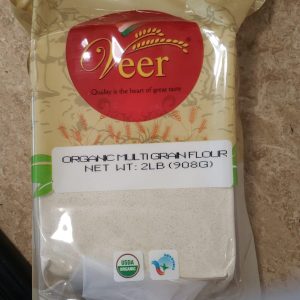 Veer
Quality is the heart of great taste
ORGANIC MULTI GRAIN FLOUR
NET WT: 2LB (908G)
USDA
ORGANIC